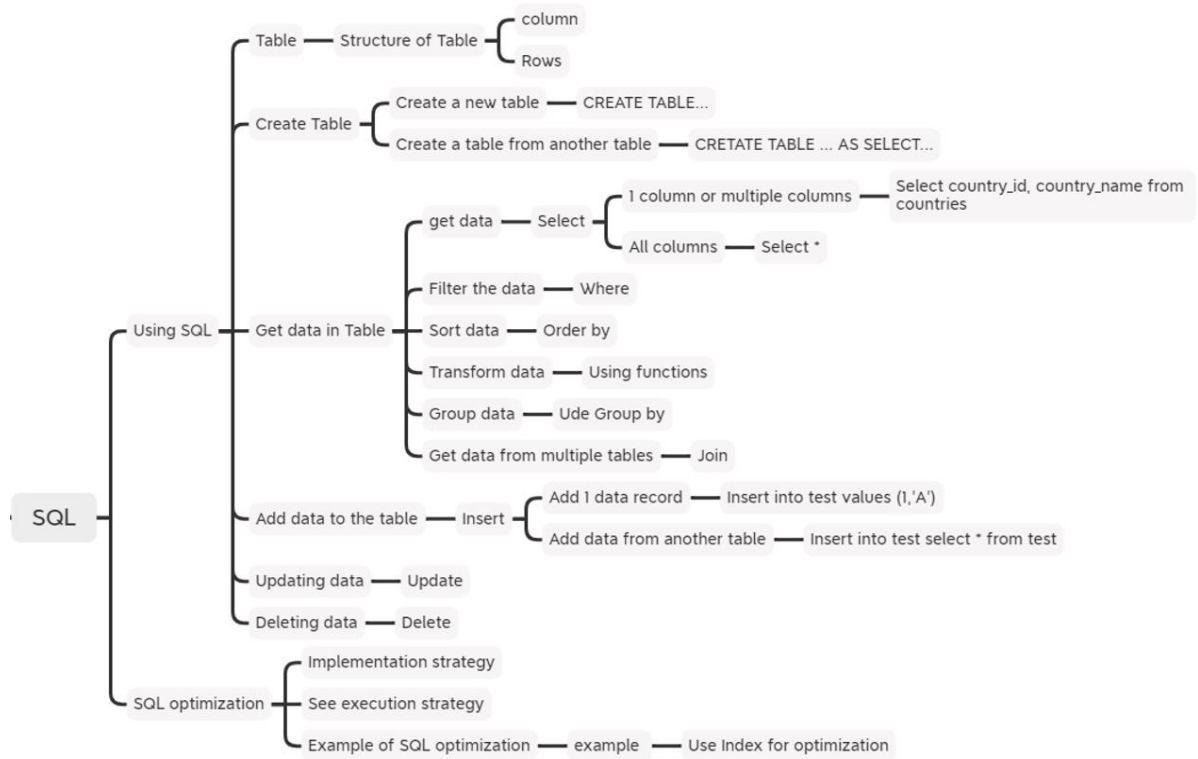 column
Table
Structure of Table
Rows
Create a new table
CREATE TABLE...
Create Table
Create a table from another table
CRETATE TABLE ... AS SELECT...
1 column or multiple columns
Select country_id, country_name from
countries
get data
Select
All columns
Select *
Filter the data
Where
Using SQL
Get data in Table
Sort data
Order by
Transform data
Using functions
Group data
Ude Group by
Get data from multiple tables
Join
SQL
Add data to the table
Insert
Add 1 data record
Insert into test values (1,'A')
Add data from another table
Insert into test select * from test
Updating data
Update
Deleting data
Delete
Implementation strategy
SQL optimization
See execution strategy
Example of SQL optimization
example
Use Index for optimization